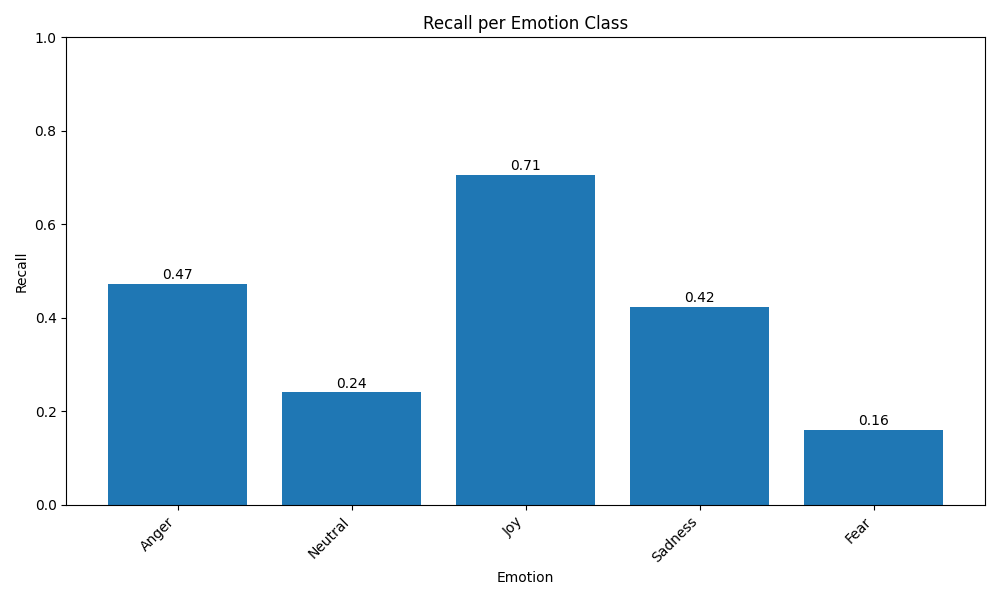 Recall per Emotion Class
1.0
0.8
0.6
0.4
0.2
0.0
Recall
0.47
0.24
0.71
0.42
0.16
Anger
Neutral
Joy
Sadness
Fear
Emotion